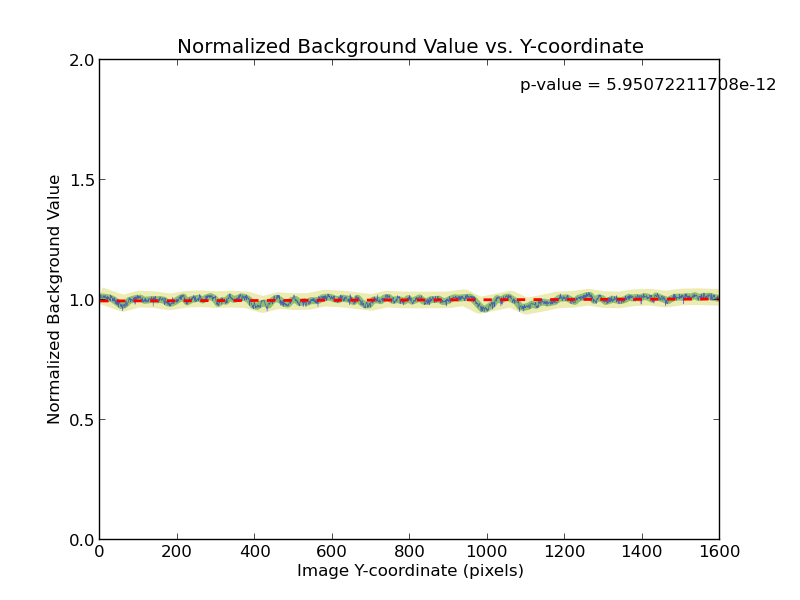 Normalized Background Value vs. Y-coordinate
p-value = 5.95072211708e-12
2.0
1.5
1.0
0.5
0.0
Normalized Background Value
0 200 400 600 800 1000 1200 1400 1600
Image Y-coordinate (pixels)